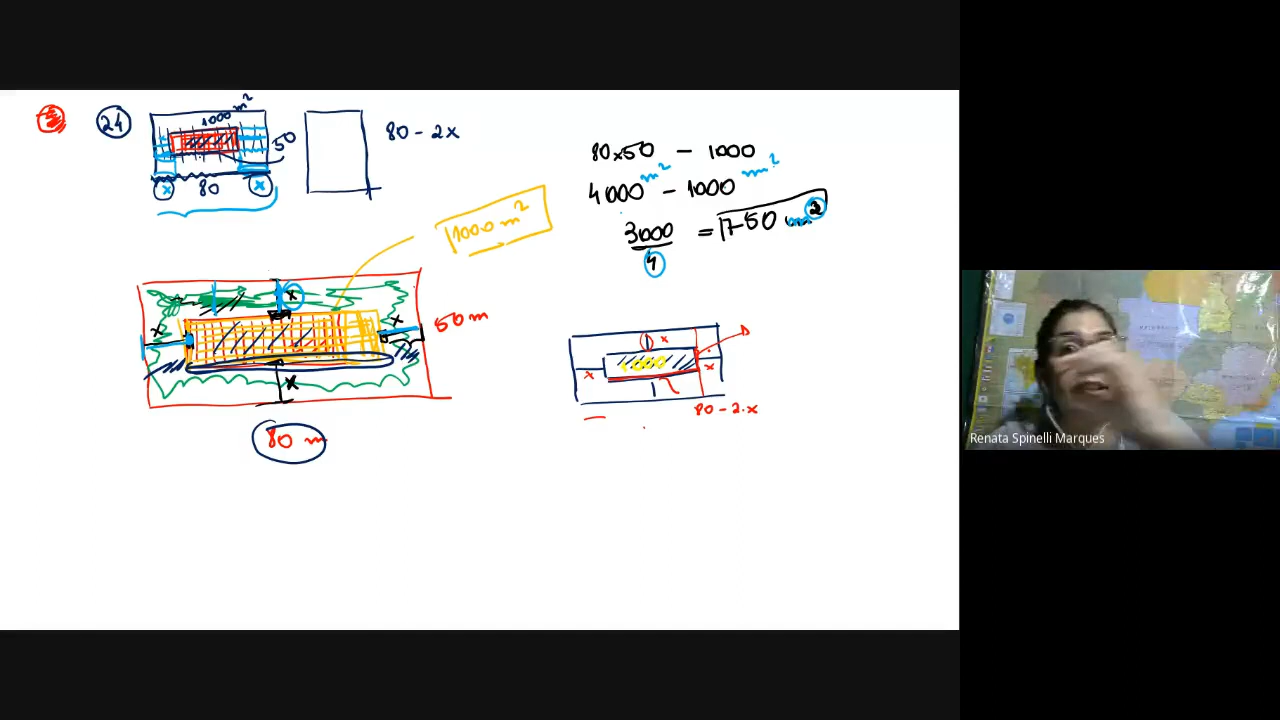 24
1000 m²
50
80
x
x
80 - 2x
80x50 - 1000
4000 m² - 1000 m²
3000
4
= 750 m²
1000 m²
x
x
x
x
50 m
80 m
x
1000
x
x
80 - 2.x
Renata Spinelli Marques